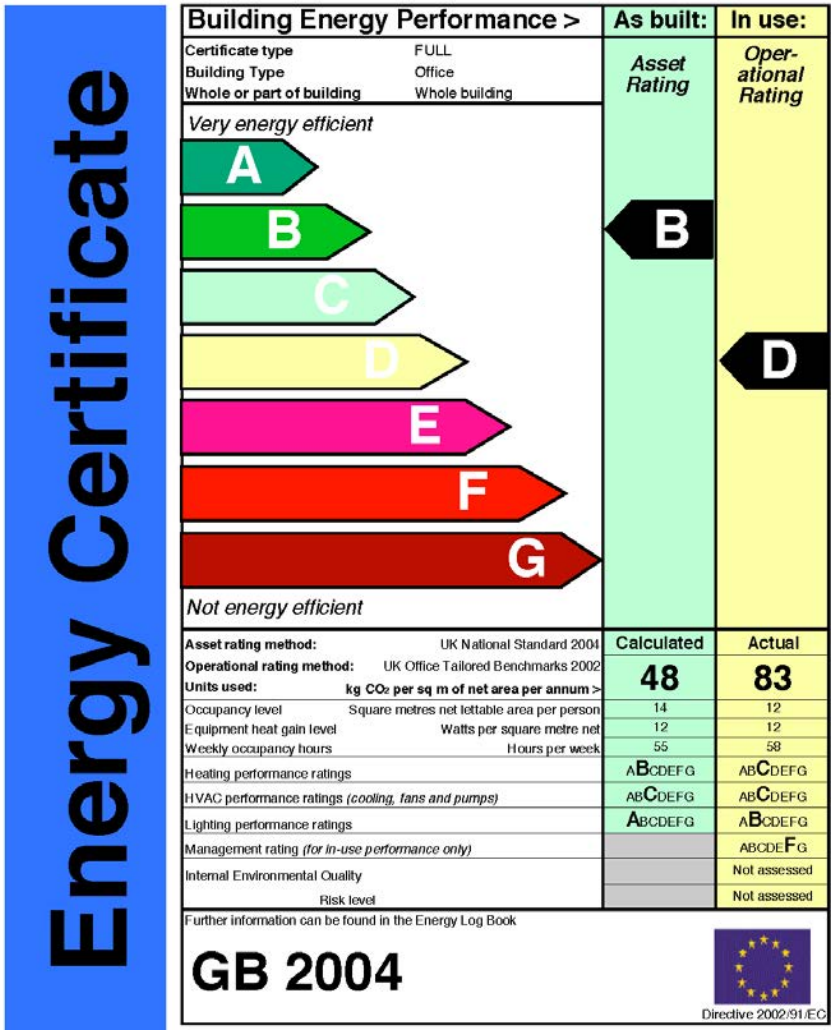 Energy Certificate
Building Energy Performance > As built: In use:
Certificate type FULL
Building Type Office
Whole or part of building Whole building
Asset
Rating
Oper-
ational
Rating
Very energy efficient
A
B B
C
D D
E
F
G
Not energy efficient
Asset rating method: UK National Standard 2004 Calculated Actual
Operational rating method: UK Office Tailored Benchmarks 2002
Units used: kg CO₂ per sq m of net area per annum > 48 83
Occupancy level Square metres net lettable area per person 14 12
Equipment heat gain level Watts per square metre net 12 12
Weekly occupancy hours Hours per week 55 58
Heating performance ratings ABCDEFG ABCDEFG
HVAC performance ratings (cooling, fans and pumps) ABCDEFG ABCDEFG
Lighting performance ratings ABCDEFG ABCDEFG
Management rating (for in-use performance only) ABCDEFG
Internal Environmental Quality Not assessed
Risk level Not assessed
Further information can be found in the Energy Log Book
GB 2004
Directive 2002/91/EC